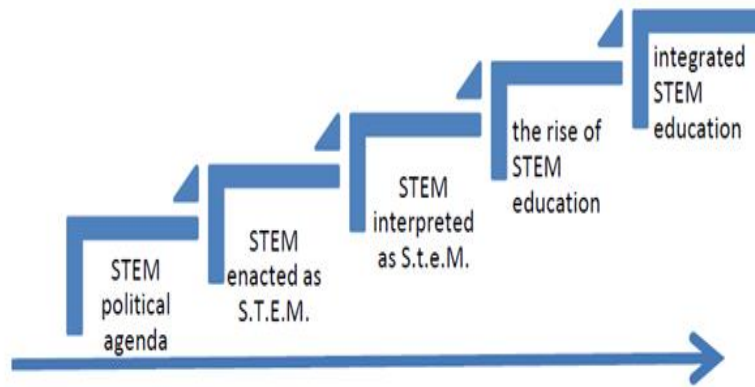 STEM
political
agenda
STEM
enacted as
S.T.E.M.
STEM
interpreted
as S.t.e.M.
the rise of
STEM
education
integrated
STEM
education